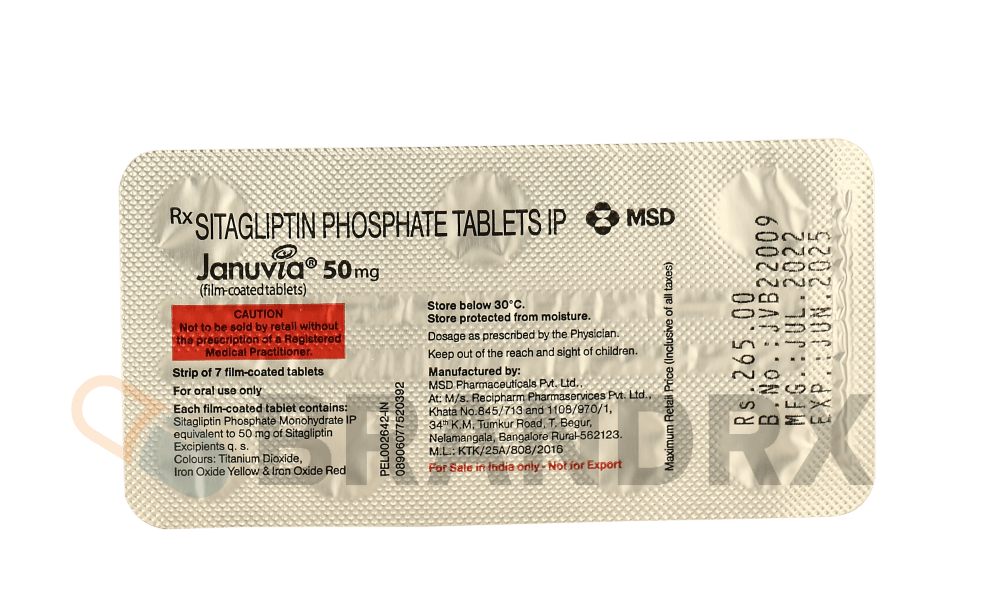 Rx SITAGLIPTIN PHOSPHATE TABLETS IP
MSD
Januvia® 50 mg
(film-coated tablets)
CAUTION
Not to be sold by retail without
the prescription of a Registered
Medical Practitioner.
Strip of 7 film-coated tablets
For oral use only
Each film-coated tablet contains:
Sitagliptin Phosphate Monohydrate IP
equivalent to 50 mg of Sitagliptin
Excipients q. s.
Colours: Titanium Dioxide,
Iron Oxide Yellow & Iron Oxide Red
PEL002642-IN
08906077520392
Store below 30°C.
Store protected from moisture.
Dosage as prescribed by the Physician.
Keep out of the reach and sight of children.
Manufactured by:
MSD Pharmaceuticals Pvt. Ltd.,
At: M/s. Recipharm Pharmaservices Pvt. Ltd.,
Khata No.645/713 and 1108/970/1,
34th K.M, Tumkur Road, T. Begur,
Nelamangala, Bangalore Rural-562123.
M.L.: KTK/25A/808/2016
For Sale in India only - Not for Export
Maximum Retail Price (Inclusive of all taxes)
Rs.265.00
B.No.:JVB22009
MFG.:JUL.2022
EXP.:JUN.2025
BRANDRX